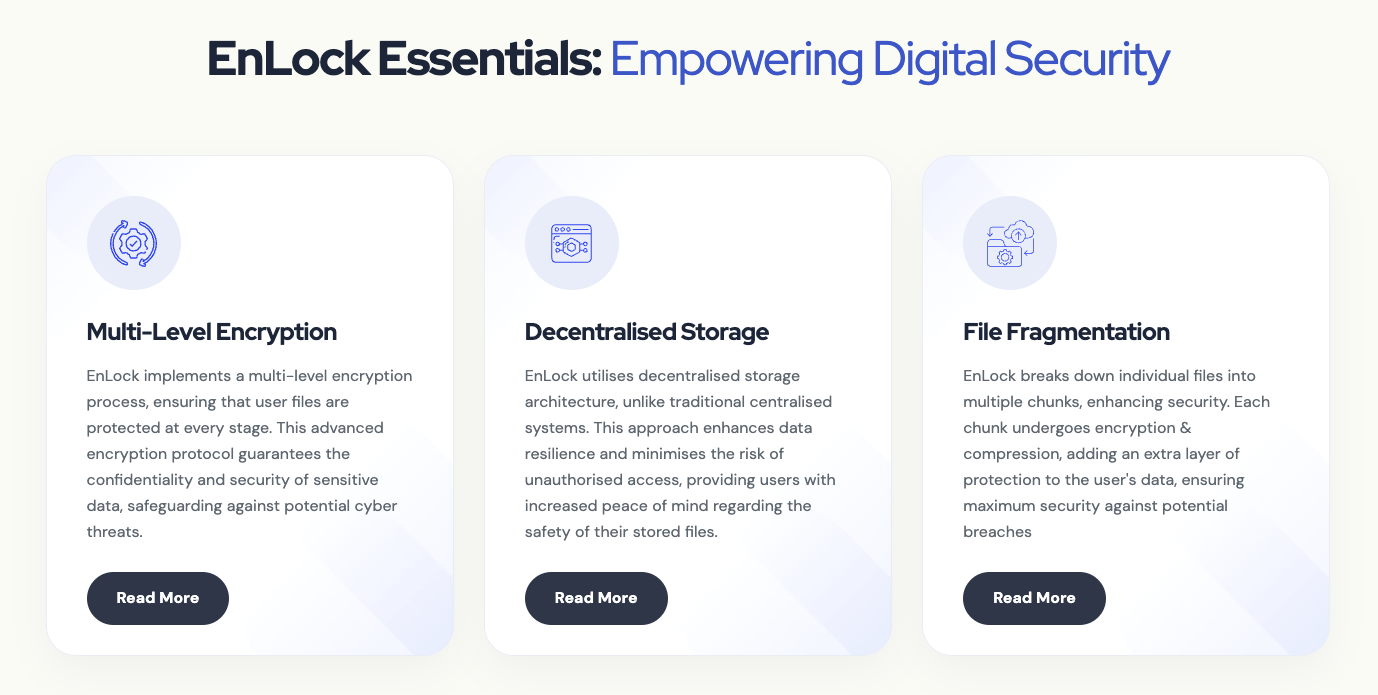 EnLock Essentials: Empowering Digital Security
Multi-Level Encryption
EnLock implements a multi-level encryption
process, ensuring that user files are
protected at every stage. This advanced
encryption protocol guarantees the
confidentiality and security of sensitive
data, safeguarding against potential cyber
threats.
Read More
Decentralised Storage
EnLock utilises decentralised storage
architecture, unlike traditional centralised
systems. This approach enhances data
resilience and minimises the risk of
unauthorised access, providing users with
increased peace of mind regarding the
safety of their stored files.
Read More
File Fragmentation
EnLock breaks down individual files into
multiple chunks, enhancing security. Each
chunk undergoes encryption &
compression, adding an extra layer of
protection to the user's data, ensuring
maximum security against potential
breaches
Read More